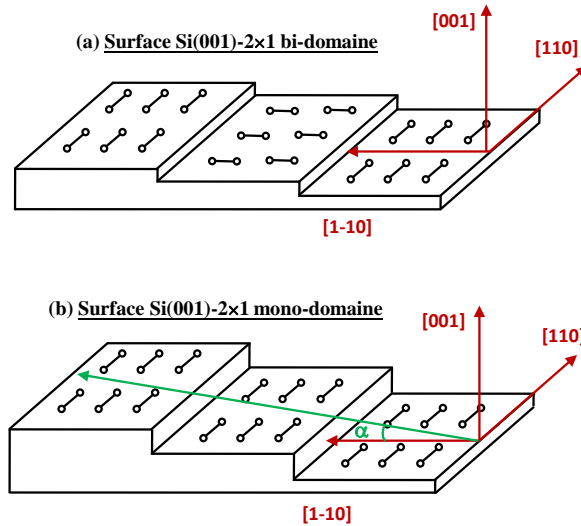 (a) Surface Si(001)-2×1 bi-domaine
[001]
[110]
[1-10]
(b) Surface Si(001)-2×1 mono-domaine
[001]
[110]
α
[1-10]